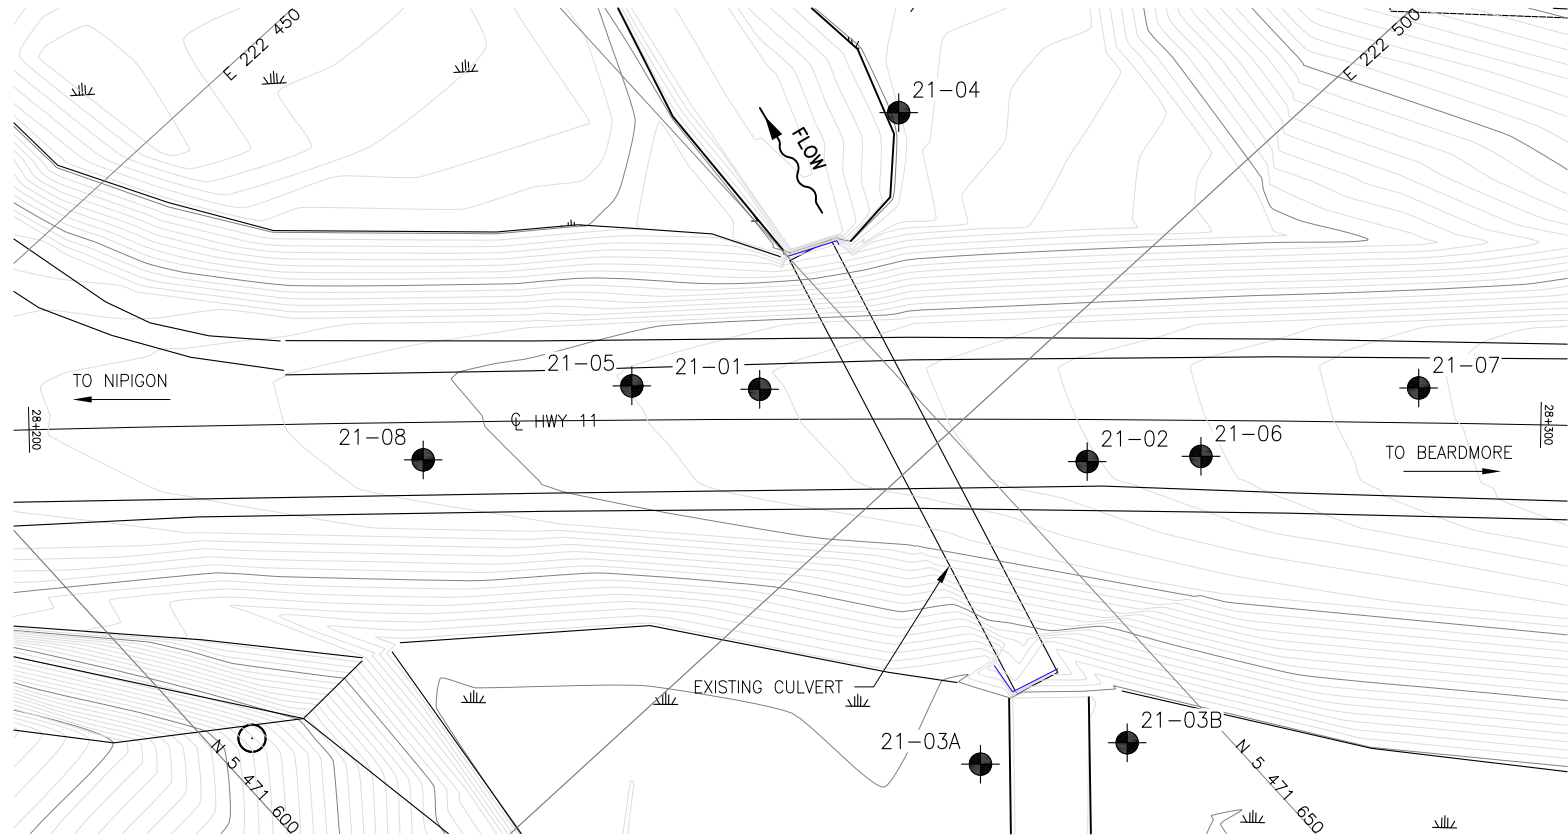 E 222 450
E 222 500
21-04
FLOW
21-05
21-01
21-07
TO NIPIGON
28+200
28+300
℄ HWY 11
21-08
21-02
21-06
TO BEARDMORE
EXISTING CULVERT
21-03A
21-03B
N 5 471 600
N 5 471 650